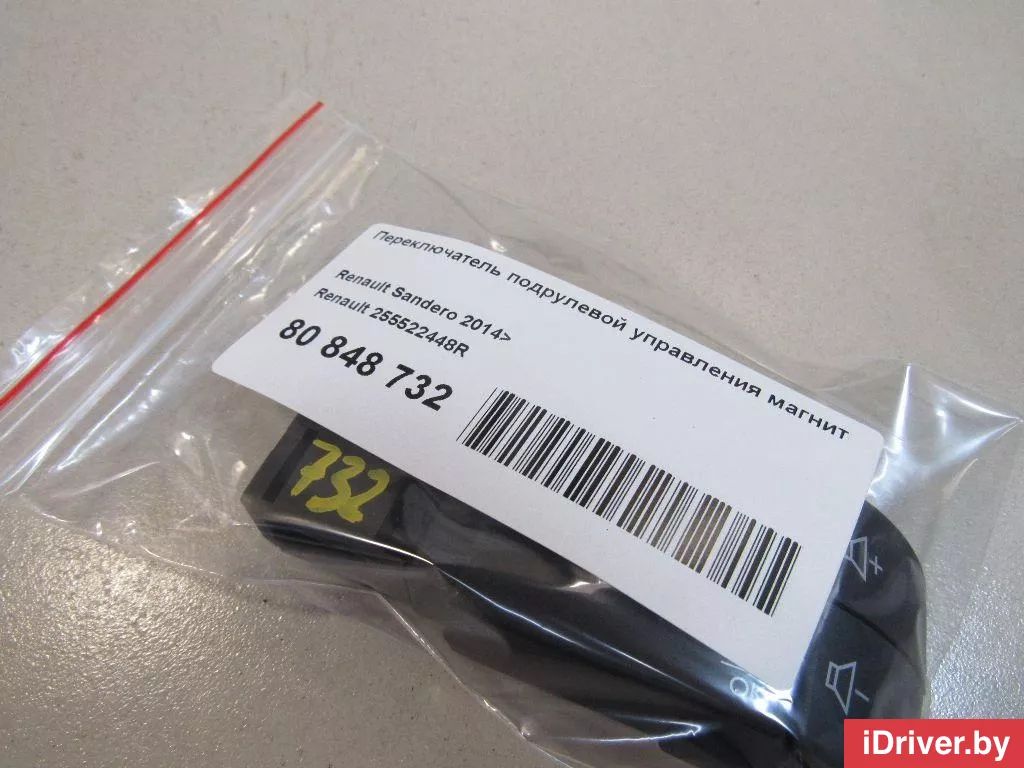 Переключатель подрулевой управления магнит
Renault Sandero 2014>
Renault 255522448R
80 848 732
732
iDriver.by